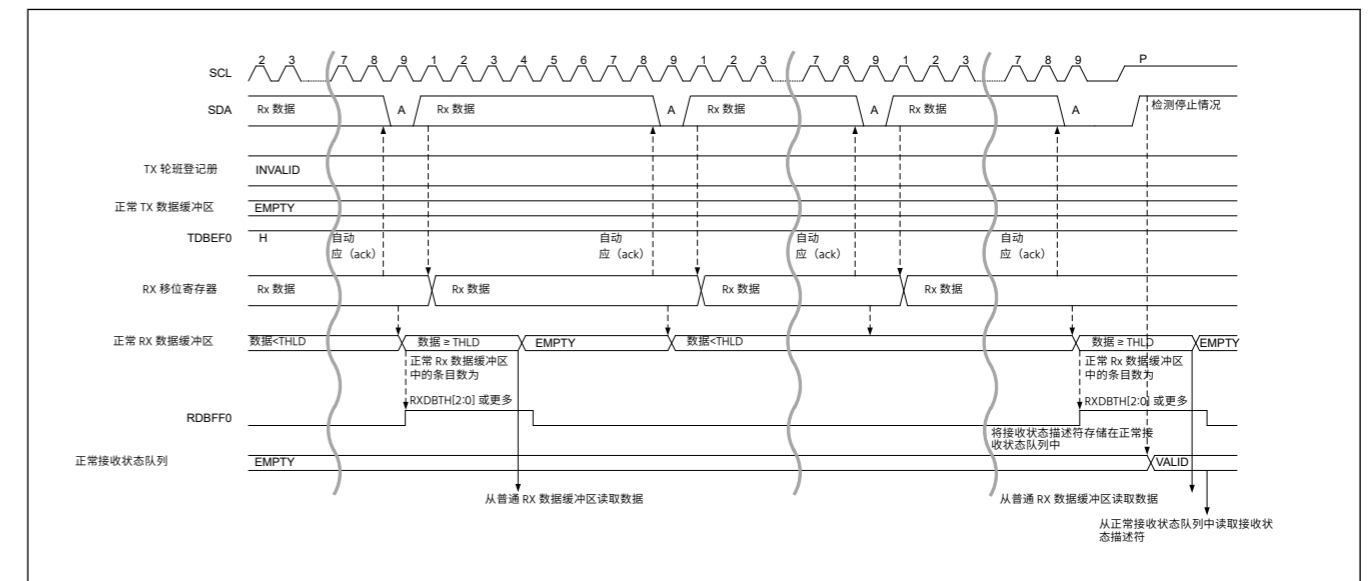 2 3 7 8 9 1 2 3 4 5 6 7 8 9 1 2 3 7 8 9 1 2 3 7 8 9 P
SCL
SDA Rx 数据 A Rx 数据 A Rx 数据 A Rx 数据 A 检测停止情况
TX 轮班登记册 INVALID
正常 TX 数据缓冲区 EMPTY
TDBEF0 H 自动 自动 自动 自动
应（ack） 应（ack） 应（ack） 应（ack）
RX 移位寄存器 Rx 数据 Rx 数据 Rx 数据 Rx 数据
正常 RX 数据缓冲区 数据<THLD 数据 ≥ THLD EMPTY 数据<THLD 数据 ≥ THLD EMPTY
正常 Rx 数据缓冲区 正常 Rx 数据缓冲区
中的条目数为 中的条目数为
RXDBTH[2:0] 或更多 RXDBTH[2:0] 或更多
RDBFF0
将接收状态描述符存储在正常接
收状态队列中
正常接收状态队列 EMPTY VALID
从普通 RX 数据缓冲区读取数据 从普通 RX 数据缓冲区读取数据
从正常接收状态队列中读取接收状
态描述符